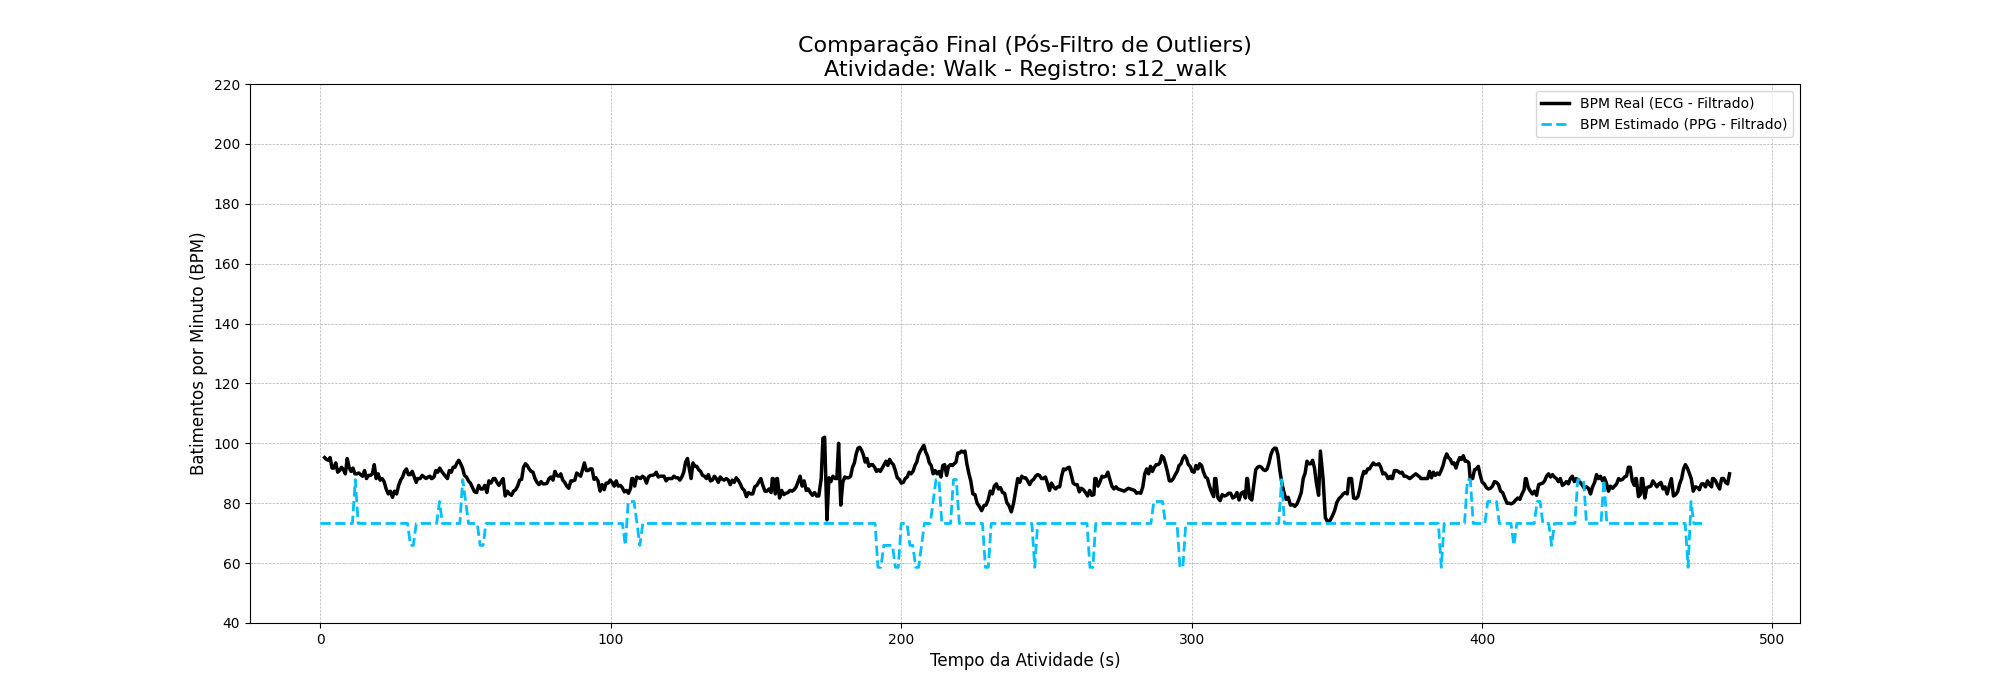 Comparação Final (Pós-Filtro de Outliers)
Atividade: Walk - Registro: s12_walk
BPM Real (ECG - Filtrado)
BPM Estimado (PPG - Filtrado)
Batimentos por Minuto (BPM)
220
200
180
160
140
120
100
80
60
40
0
100
200
300
400
500
Tempo da Atividade (s)